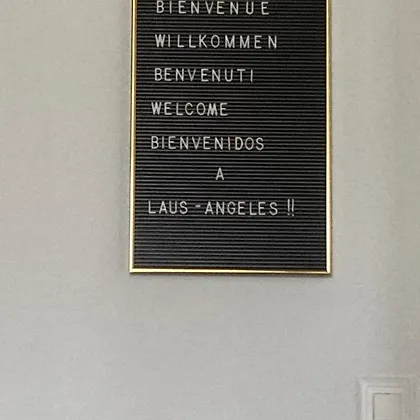 BIENVENUE
WILLKOMMEN
BENVENUTI
WELCOME
BIENVENIDOS
A
LAUS-ANGELES !!